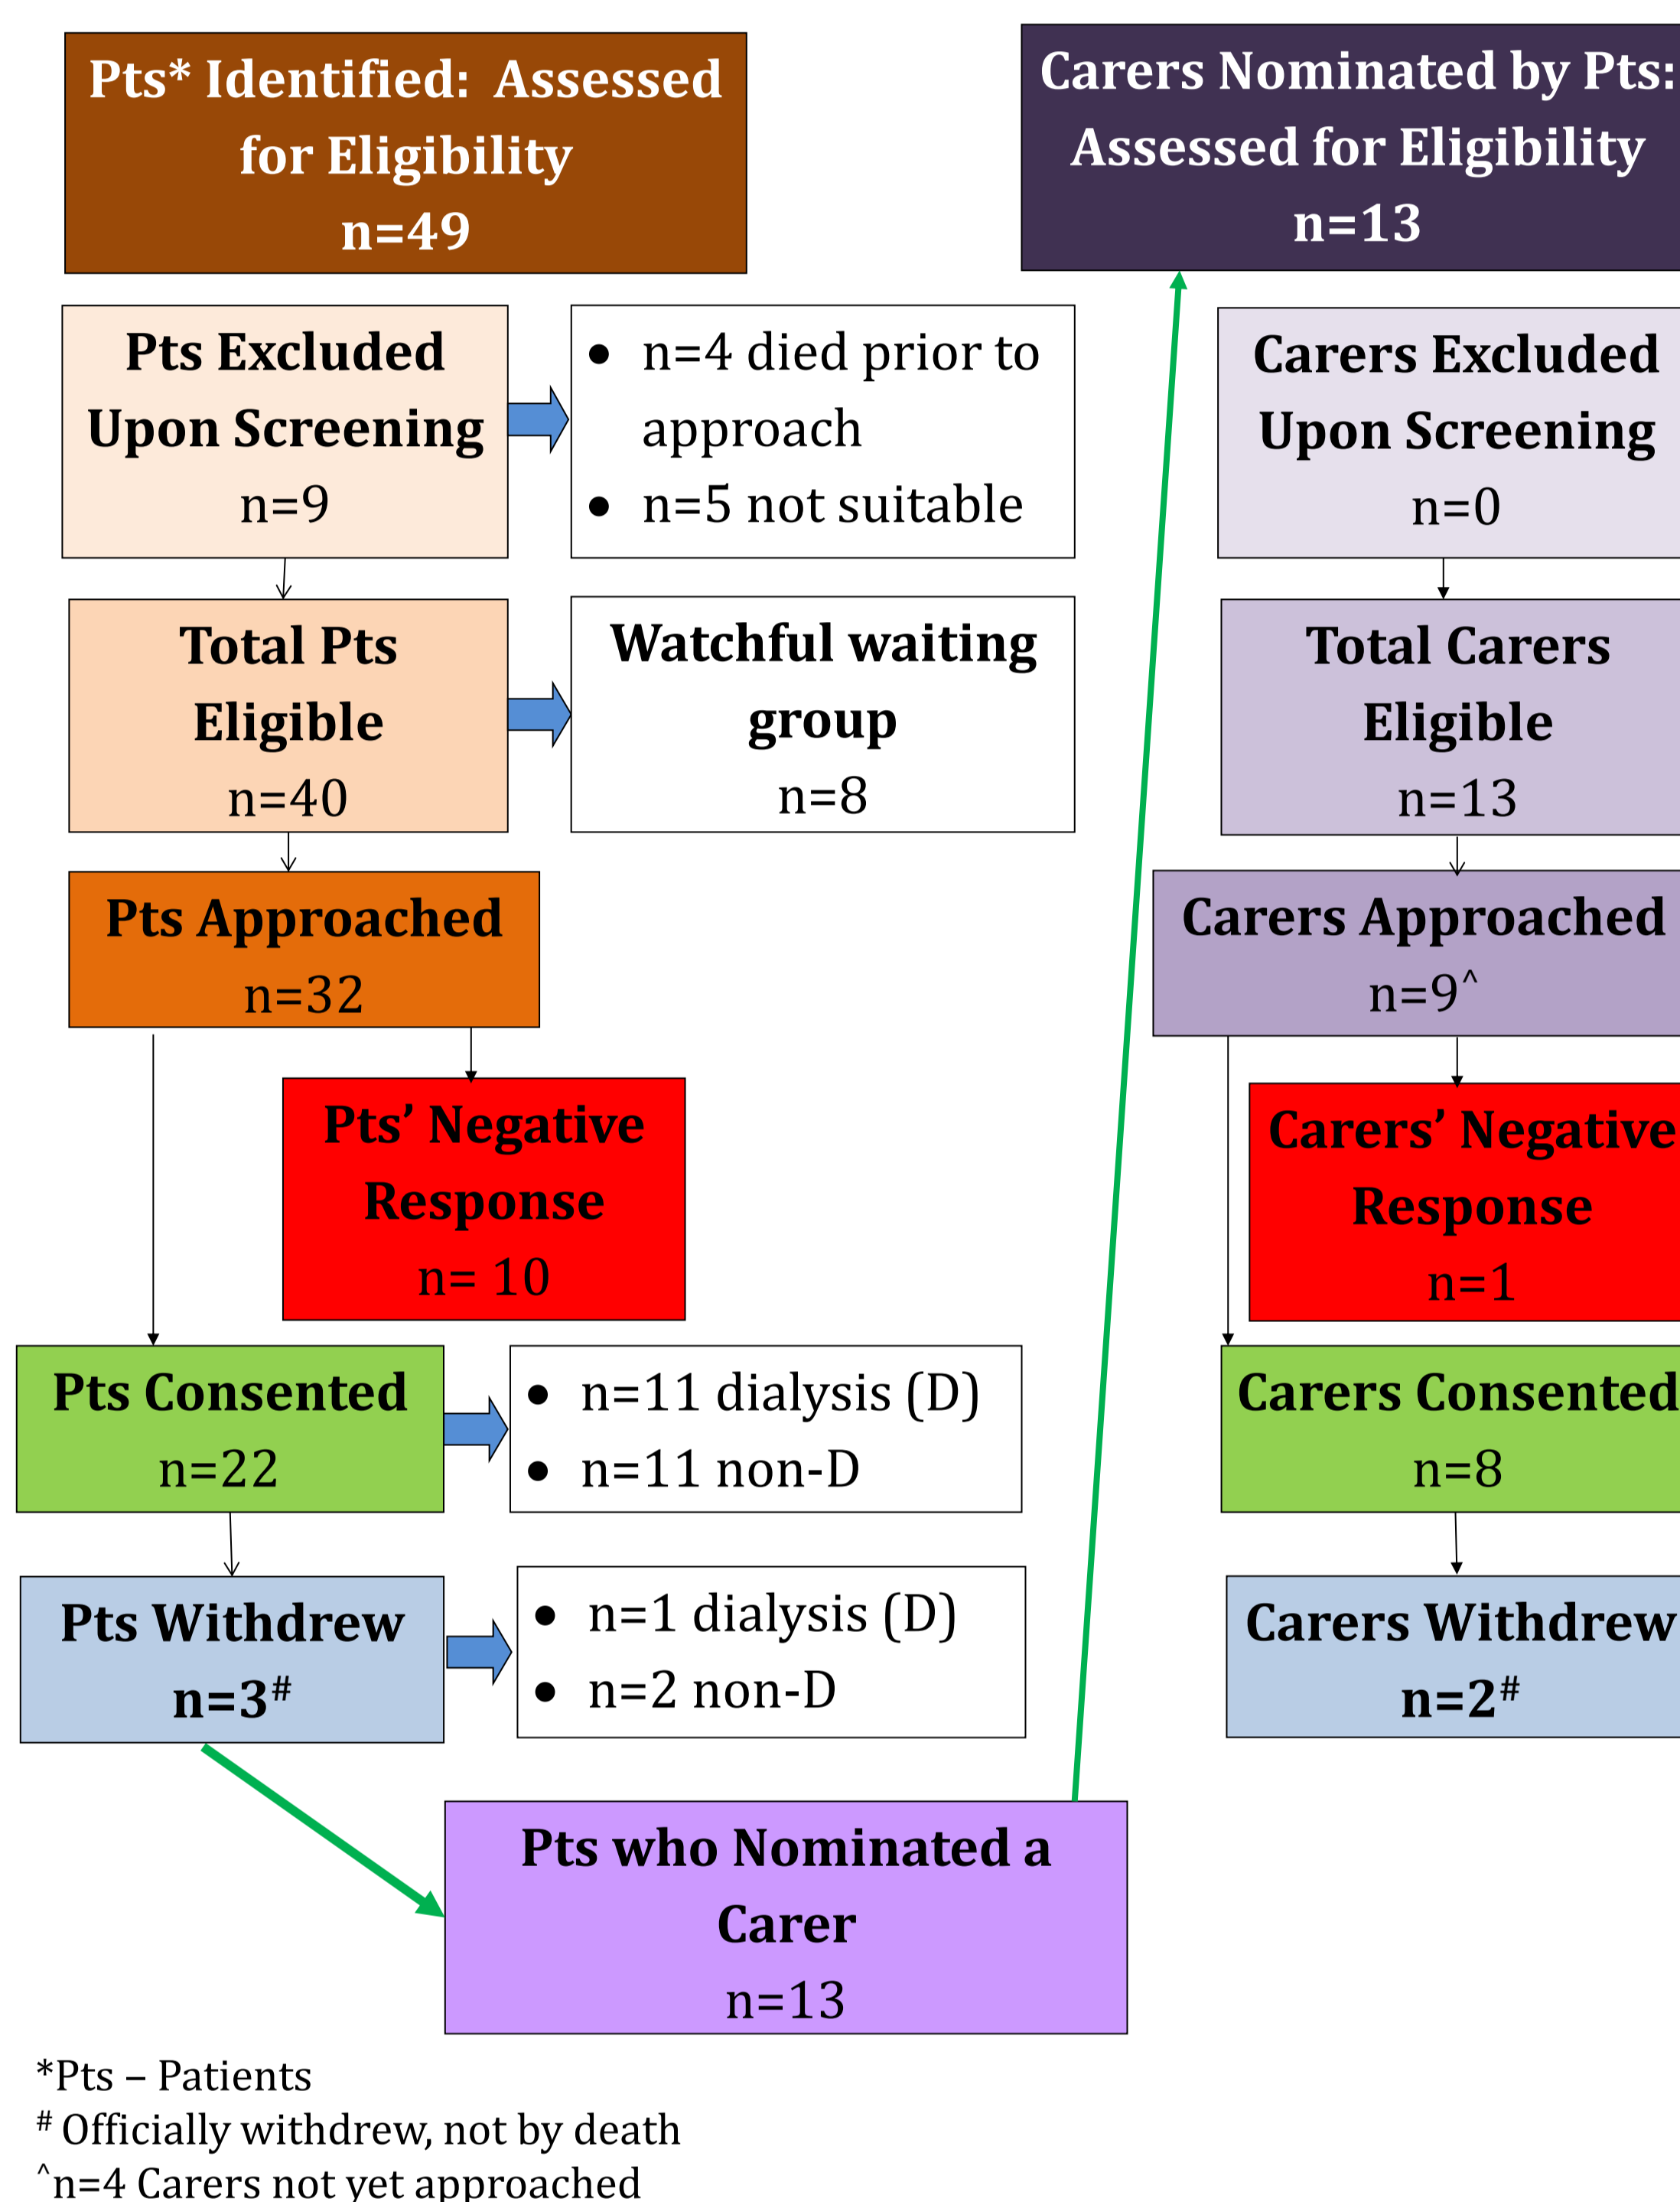 Pts* Identified: Assessed
for Eligibility
n=49
Pts Excluded
Upon Screening
n=9
• n=4 died prior to
approach
• n=5 not suitable
Total Pts
Eligible
n=40
Watchful waiting
group
n=8
Pts Approached
n=32
Pts’ Negative
Response
n= 10
Pts Consented
n=22
• n=11 dialysis (D)
• n=11 non-D
Pts Withdrew
n=3#
• n=1 dialysis (D)
• n=2 non-D
Pts who Nominated a
Carer
n=13
Carers Nominated by Pts:
Assessed for Eligibility
n=13
Carers Excluded
Upon Screening
n=0
Total Carers
Eligible
n=13
Carers Approached
n=9^
Carers’ Negative
Response
n=1
Carers Consented
n=8
Carers Withdrew
n=2#
*Pts – Patients
# Officially withdrew, not by death
^n=4 Carers not yet approached